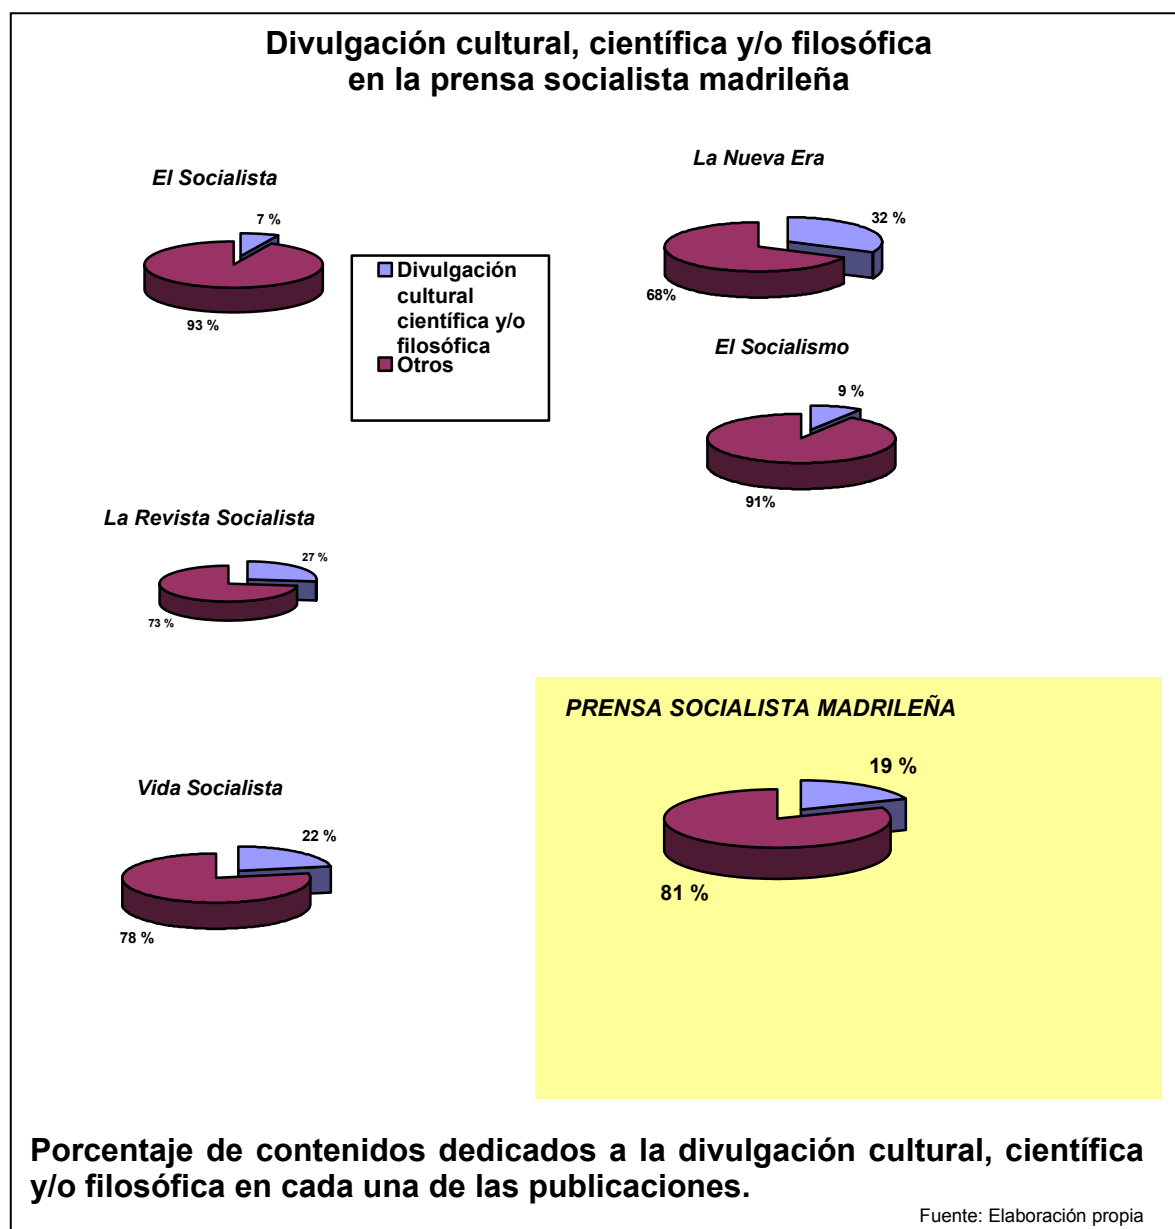 Divulgación cultural, científica y/o filosófica
en la prensa socialista madrileña
El Socialista
7 %
93 %
Divulgación
cultural
científica y/o
filosófica
Otros
La Nueva Era
32 %
68%
El Socialismo
9 %
91%
La Revista Socialista
27 %
73 %
Vida Socialista
22 %
78 %
PRENSA SOCIALISTA MADRILEÑA
19 %
81 %
Porcentaje de contenidos dedicados a la divulgación cultural, científica
y/o filosófica en cada una de las publicaciones.
Fuente: Elaboración propia